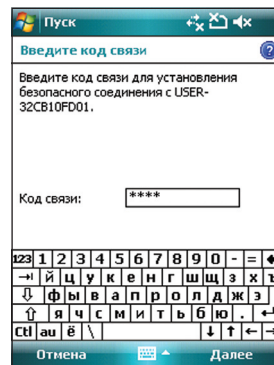 Пуск
Введите код связи
?
Введите код связи для установления
безопасного соединения с USER-
32CB10FD01.
Код связи: ****
123 1 2 3 4 5 6 7 8 9 0 - =
й ц у к е н г ш щ з х ъ
ф ы в а п р о л д ж э
я ч с м и т ь б ю .
Ctl au ё \
Отмена Далее